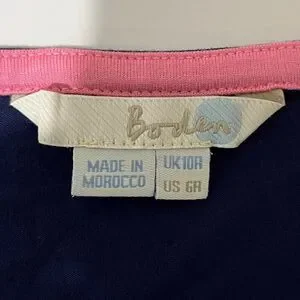 Boden
MADE IN
MOROCCO
UK10R
US 6R